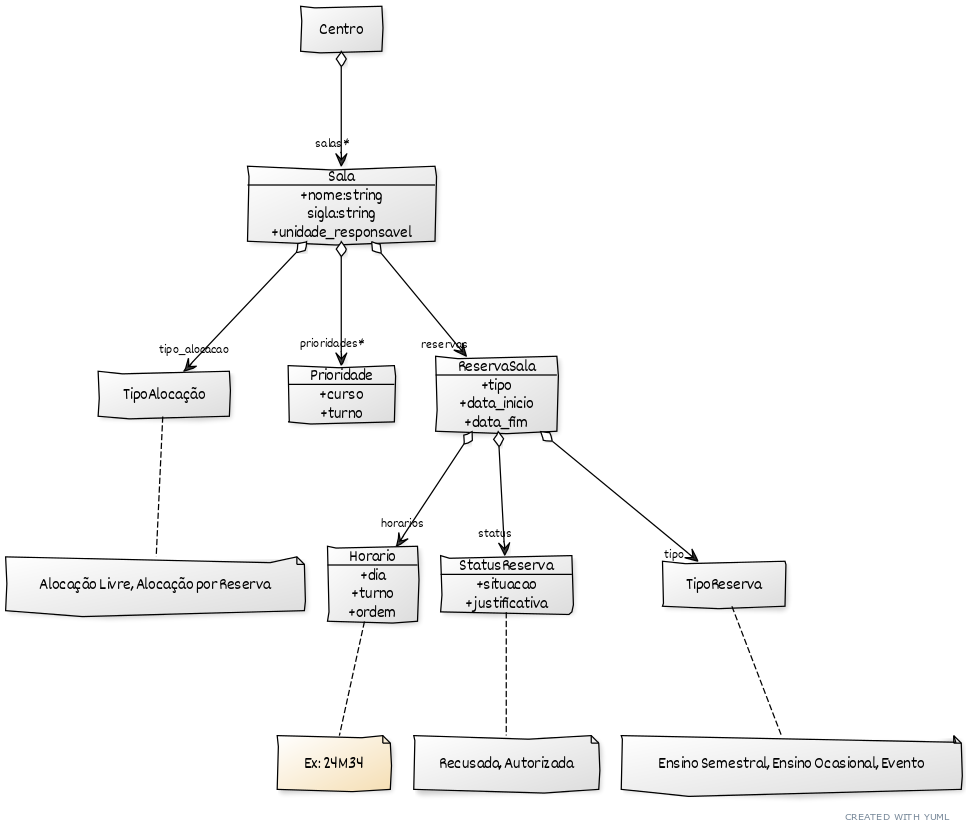 Centro
salas*
Sala
+nome:string
sigla:string
+unidade_responsavel
tipo_alocacao
prioridades*
reservas
TipoAlocação
Prioridade
+curso
+turno
ReservaSala
+tipo
+data_inicio
+data_fim
horarios
status
tipo
Alocação Livre, Alocação por Reserva
Horario
+dia
+turno
+ordem
StatusReserva
+situacao
+justificativa
TipoReserva
Ex: 24M34
Recusada, Autorizada
Ensino Semestral, Ensino Ocasional, Evento
CREATED WITH YUML